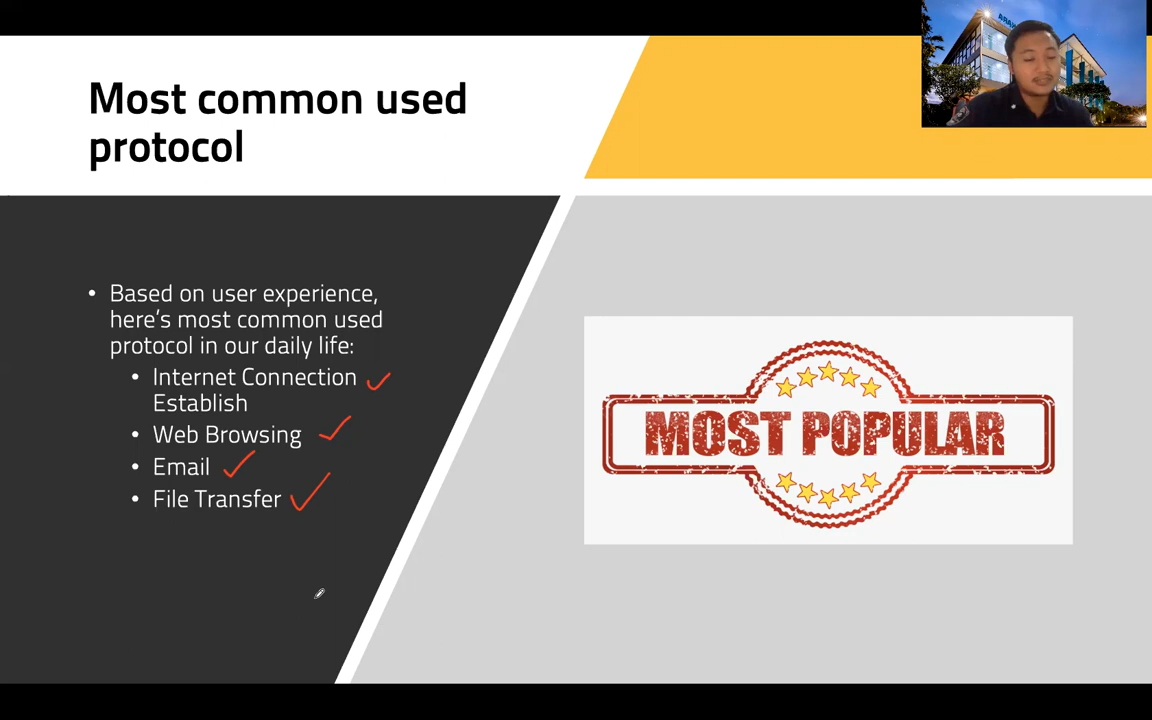 Most common used
protocol
• Based on user experience,
here's most common used
protocol in our daily life:
• Internet Connection
Establish
• Web Browsing
• Email
• File Transfer
MOST POPULAR